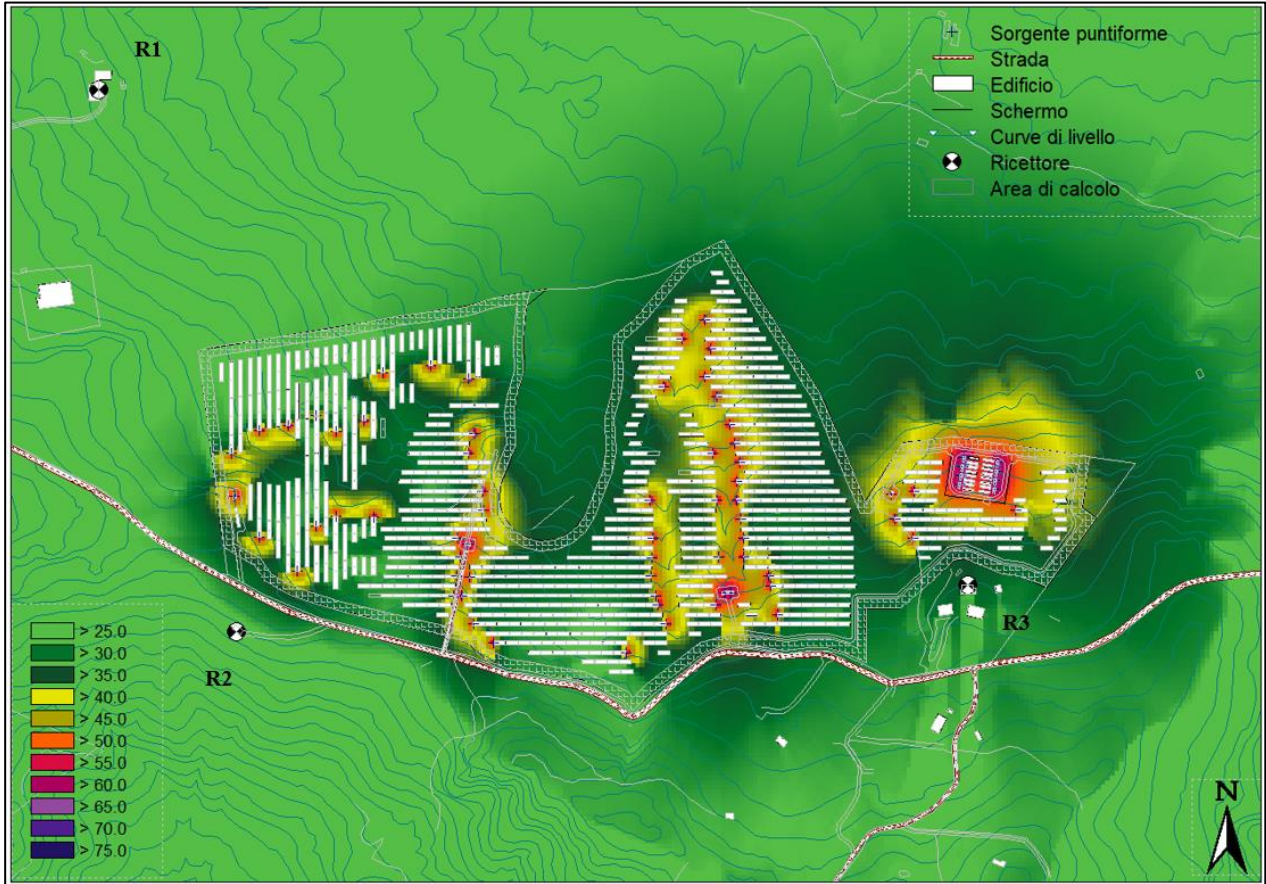 R1
Sorgente puntiforme
Strada
Edificio
Schermo
Curve di livello
Ricettore
Area di calcolo
R3
R2
> 25.0
> 30.0
> 35.0
> 40.0
> 45.0
> 50.0
> 55.0
> 60.0
> 65.0
> 70.0
> 75.0
N